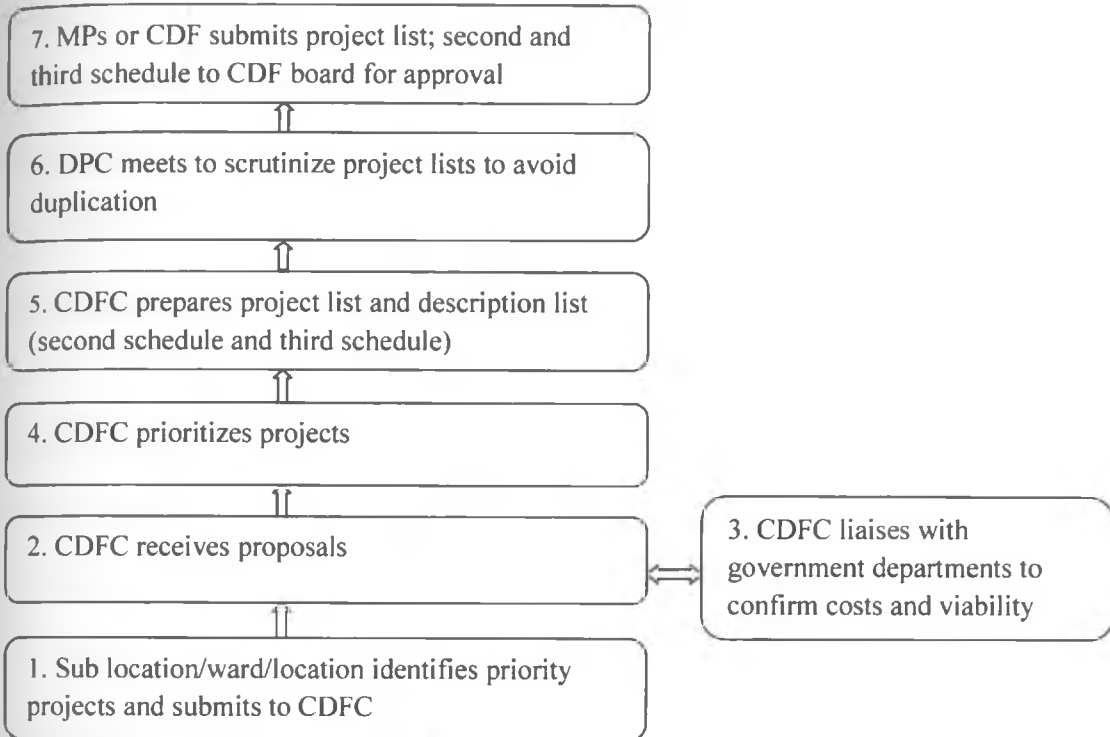 7. MPs or CDF submits project list; second and
third schedule to CDF board for approval
6. DPC meets to scrutinize project lists to avoid
duplication
5. CDFC prepares project list and description list
(second schedule and third schedule)
4. CDFC prioritizes projects
2. CDFC receives proposals
3. CDFC liaises with
government departments to
confirm costs and viability
1. Sub location/ward/location identifies priority
projects and submits to CDFC